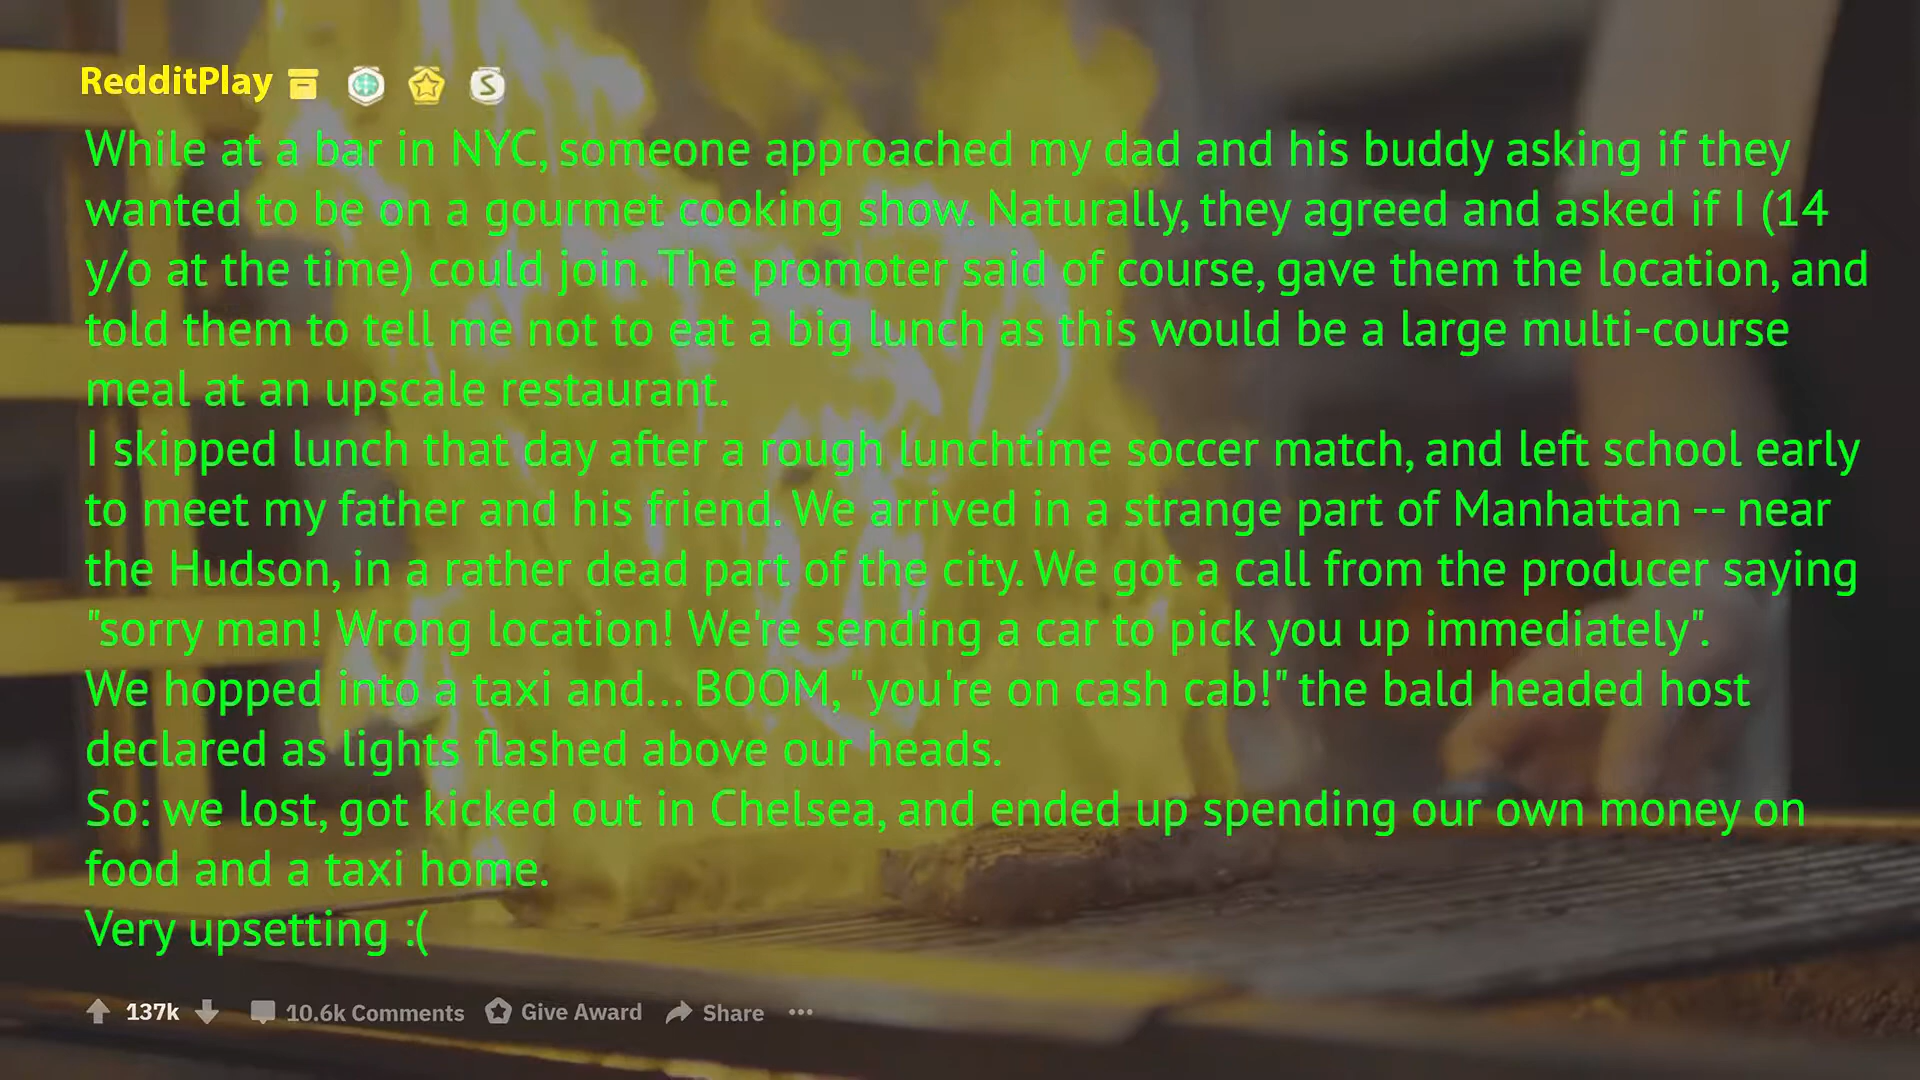 RedditPlay
While at a bar in NYC, someone approached my dad and his buddy asking if they
wanted to be on a gourmet cooking show. Naturally, they agreed and asked if I (14
y/o at the time) could join. The promoter said of course, gave them the location, and
told them to tell me not to eat a big lunch as this would be a large multi-course
meal at an upscale restaurant.
I skipped lunch that day after a rough lunchtime soccer match, and left school early
to meet my father and his friend. We arrived in a strange part of Manhattan -- near
the Hudson, in a rather dead part of the city. We got a call from the producer saying
"sorry man! Wrong location! We're sending a car to pick you up immediately".
We hopped into a taxi and... BOOM, "you're on cash cab!" the bald headed host
declared as lights flashed above our heads.
So: we lost, got kicked out in Chelsea, and ended up spending our own money on
food and a taxi home.
Very upsetting :(
137k 10.6k Comments Give Award Share